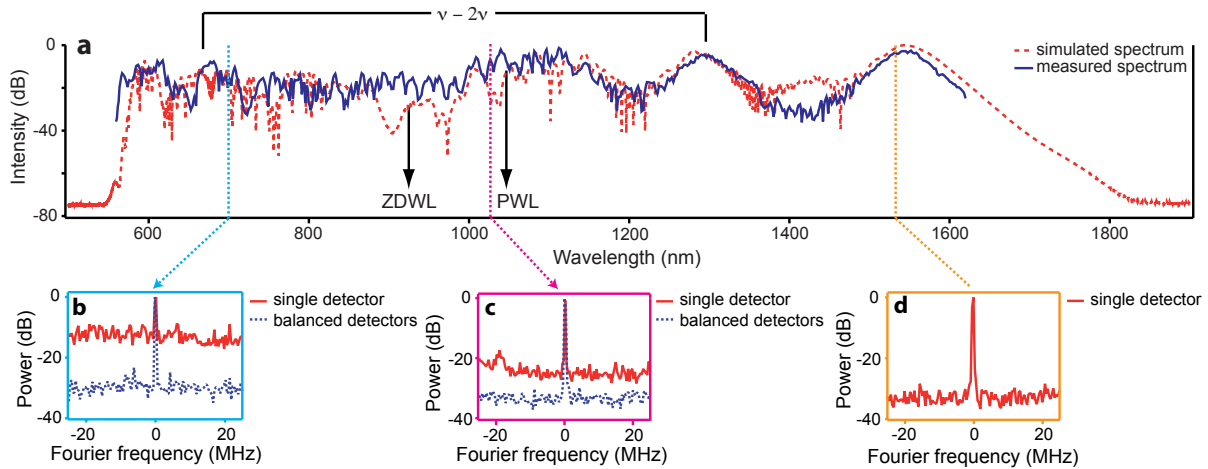 ν – 2ν
a
simulated spectrum
measured spectrum
Intensity (dB)
0
-40
-80
ZDWL
PWL
600
800
1000
1200
1400
1600
1800
Wavelength (nm)
b
single detector
balanced detectors
Power (dB)
0
-20
-40
-20
0
20
Fourier frequency (MHz)
c
single detector
balanced detectors
Power (dB)
0
-20
-40
-20
0
20
Fourier frequency (MHz)
d
single detector
Power (dB)
0
-20
-40
-20
0
20
Fourier frequency (MHz)